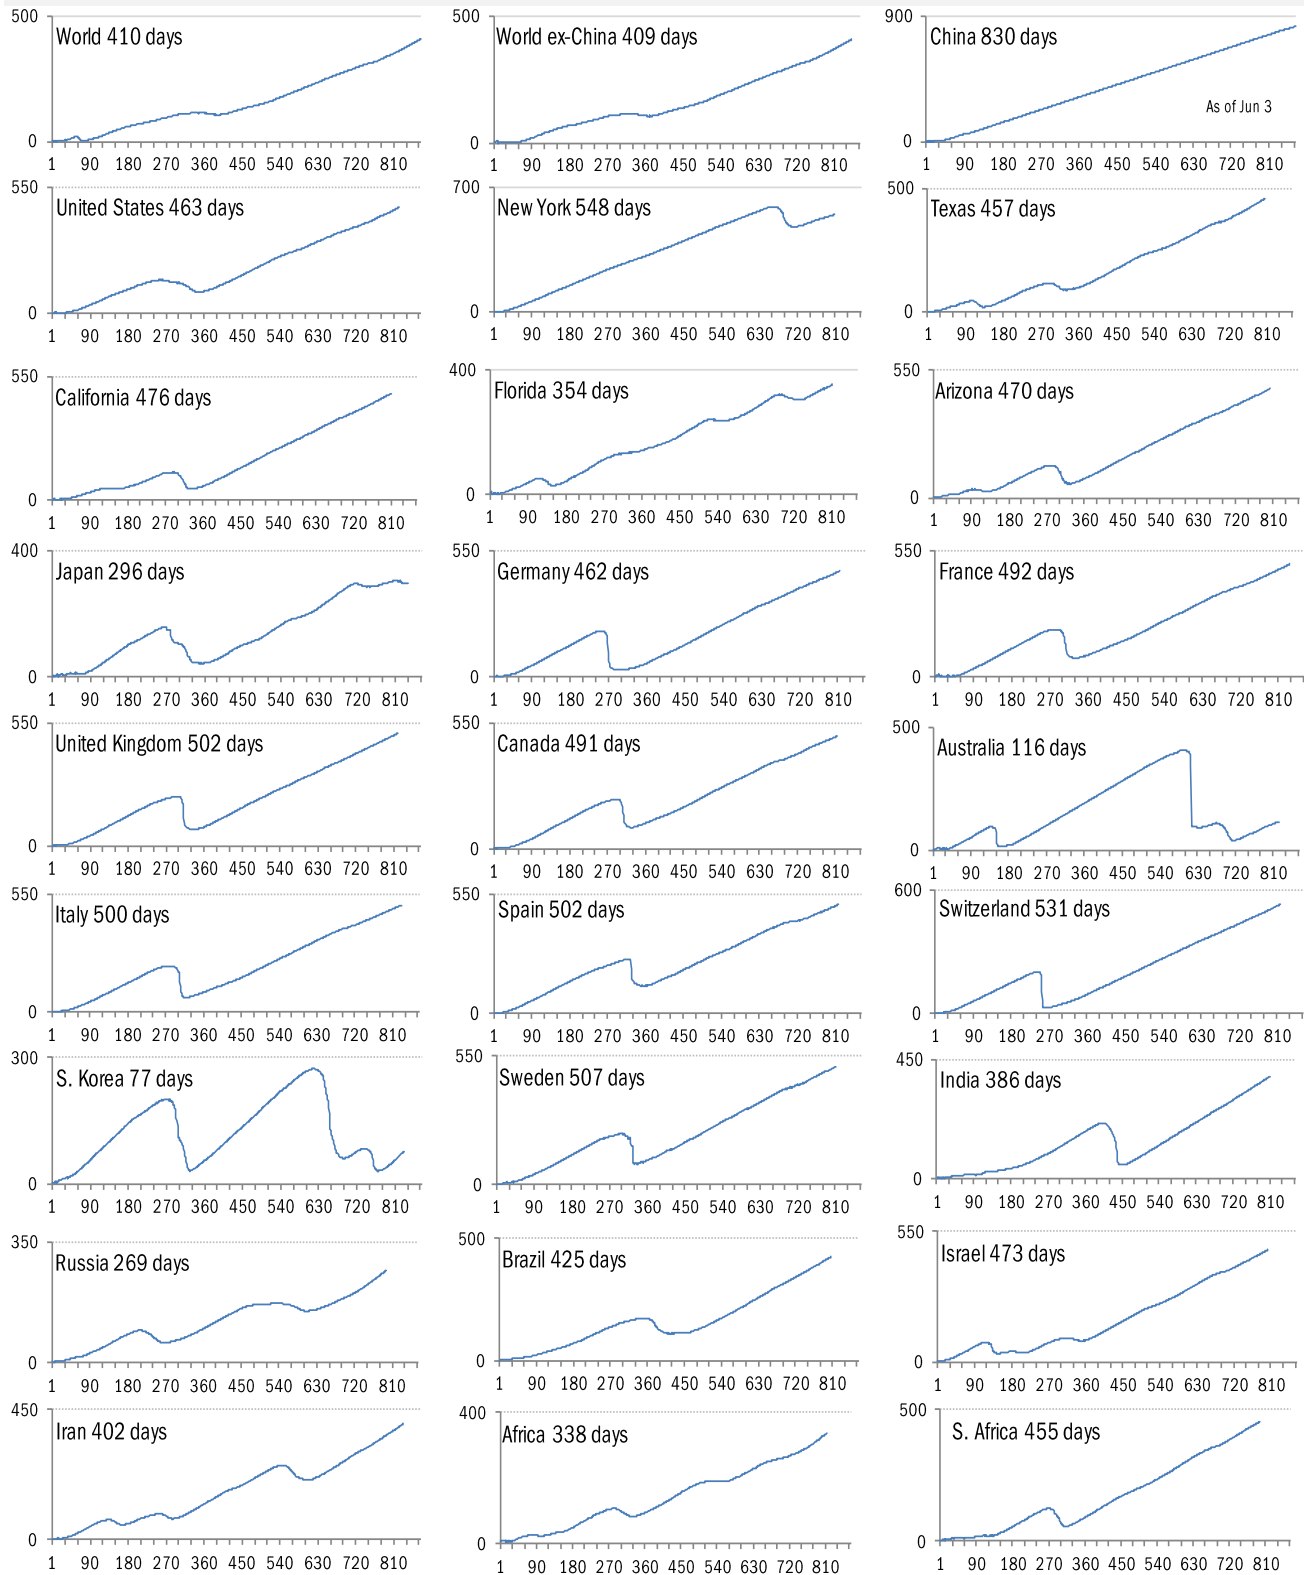 500 500 900
World 410 days World ex-China 409 days China 830 days
As of Jun 3
0 0 0
1 90 180 270 360 450 540 630 720 810 1 90 180 270 360 450 540 630 720 810 1 90 180 270 360 450 540 630 720 810
550 700 500
United States 463 days New York 548 days Texas 457 days
0 0 0
1 90 180 270 360 450 540 630 720 810 1 90 180 270 360 450 540 630 720 810 1 90 180 270 360 450 540 630 720 810
550 400 550
California 476 days Florida 354 days Arizona 470 days
0 0 0
1 90 180 270 360 450 540 630 720 810 1 90 180 270 360 450 540 630 720 810 1 90 180 270 360 450 540 630 720 810
400 550 550
Japan 296 days Germany 462 days France 492 days
0 0 0
1 90 180 270 360 450 540 630 720 810 1 90 180 270 360 450 540 630 720 810 1 90 180 270 360 450 540 630 720 810
550 550 500
United Kingdom 502 days Canada 491 days Australia 116 days
0 0 0
1 90 180 270 360 450 540 630 720 810 1 90 180 270 360 450 540 630 720 810 1 90 180 270 360 450 540 630 720 810
550 550 600
Italy 500 days Spain 502 days Switzerland 531 days
0 0 0
1 90 180 270 360 450 540 630 720 810 1 90 180 270 360 450 540 630 720 810 1 90 180 270 360 450 540 630 720 810
300 550 450
S. Korea 77 days Sweden 507 days India 386 days
0 0 0
1 90 180 270 360 450 540 630 720 810 1 90 180 270 360 450 540 630 720 810 1 90 180 270 360 450 540 630 720 810
350 500 550
Russia 269 days Brazil 425 days Israel 473 days
0 0 0
1 90 180 270 360 450 540 630 720 810 1 90 180 270 360 450 540 630 720 810 1 90 180 270 360 450 540 630 720 810
450 400 500
Iran 402 days Africa 338 days S. Africa 455 days
0 0 0
1 90 180 270 360 450 540 630 720 810 1 90 180 270 360 450 540 630 720 810 1 90 180 270 360 450 540 630 720 810